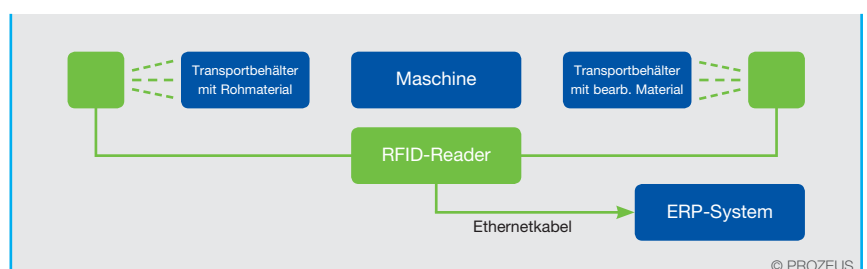 Transportbehälter
mit Rohmaterial
Maschine
Transportbehälter
mit bearb. Material
RFID-Reader
ERP-System
Ethernetkabel
© PROZEUS